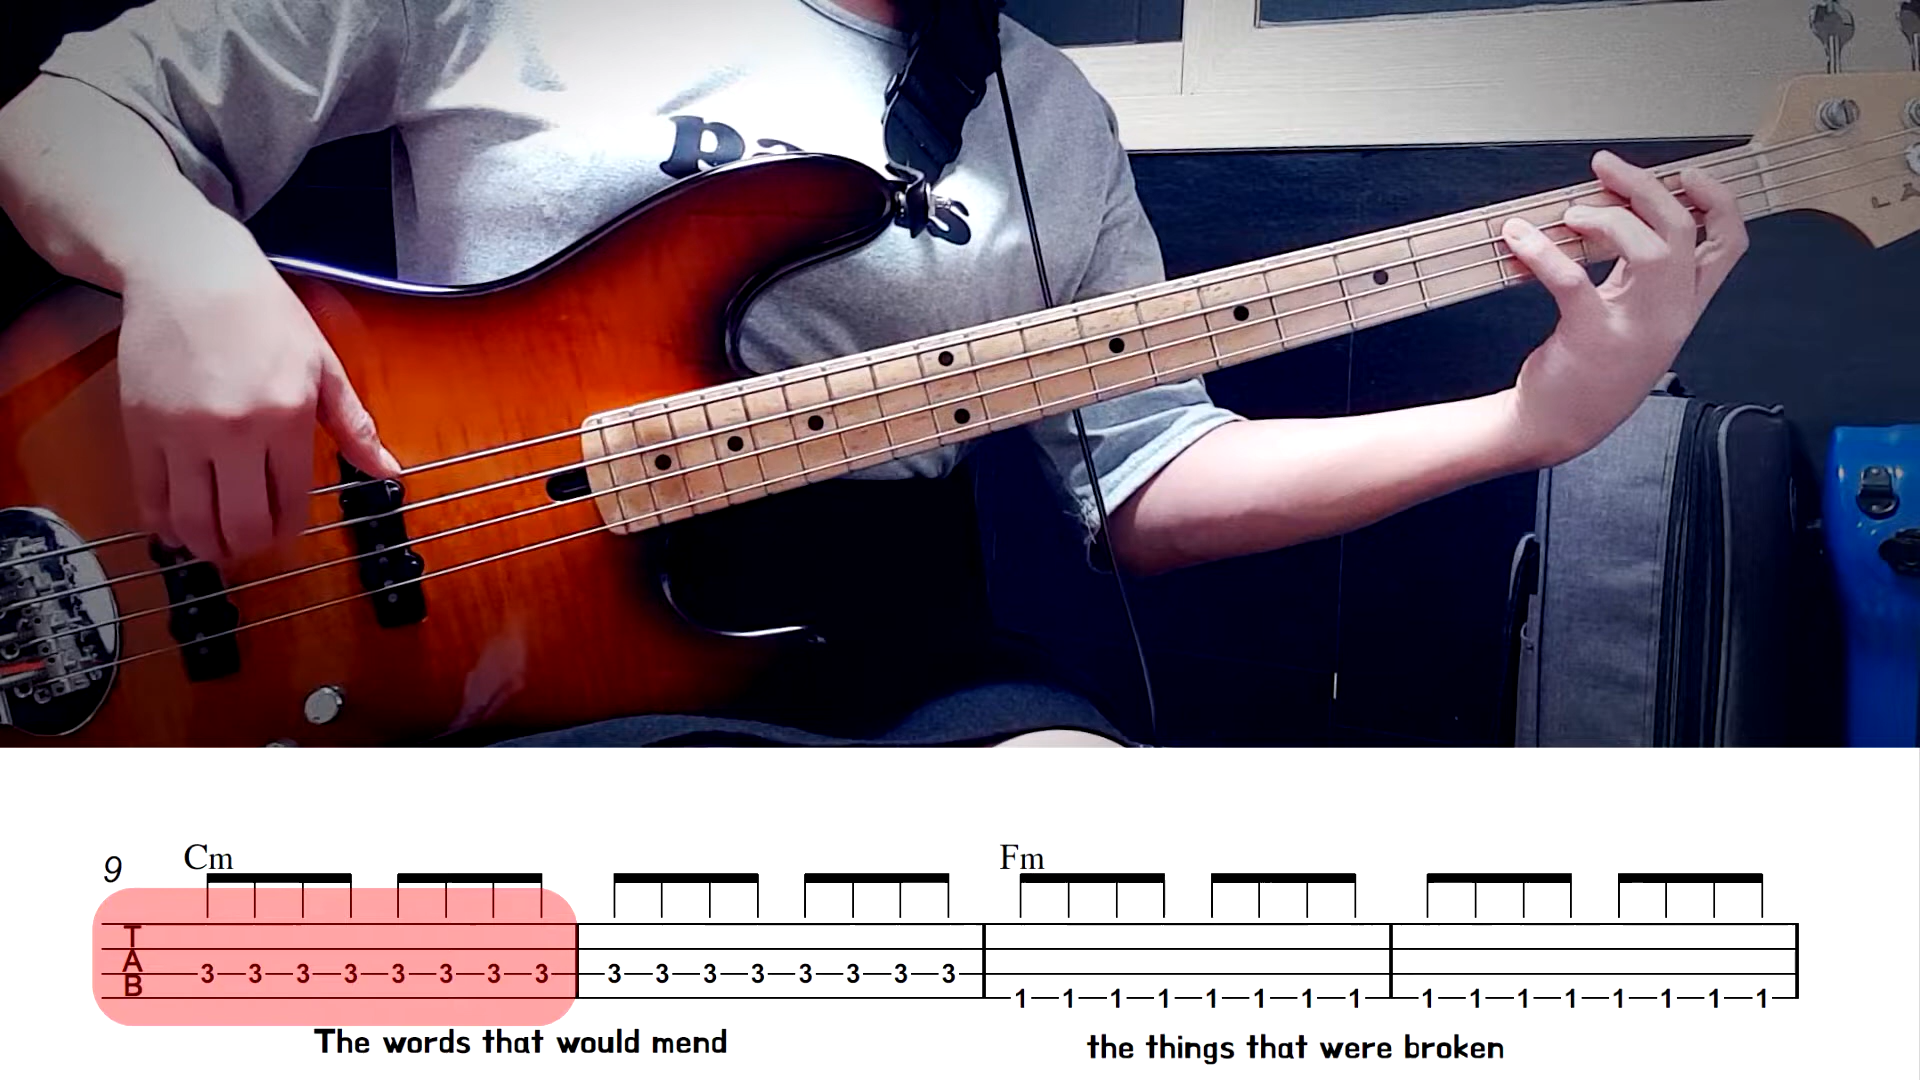 L A
9 Cm Fm
T
A
B
3 3 3 3 3 3 3 3 3 3 3 3 3 3 3 3
1 1 1 1 1 1 1 1 1 1 1 1 1 1 1 1
The words that would mend the things that were broken